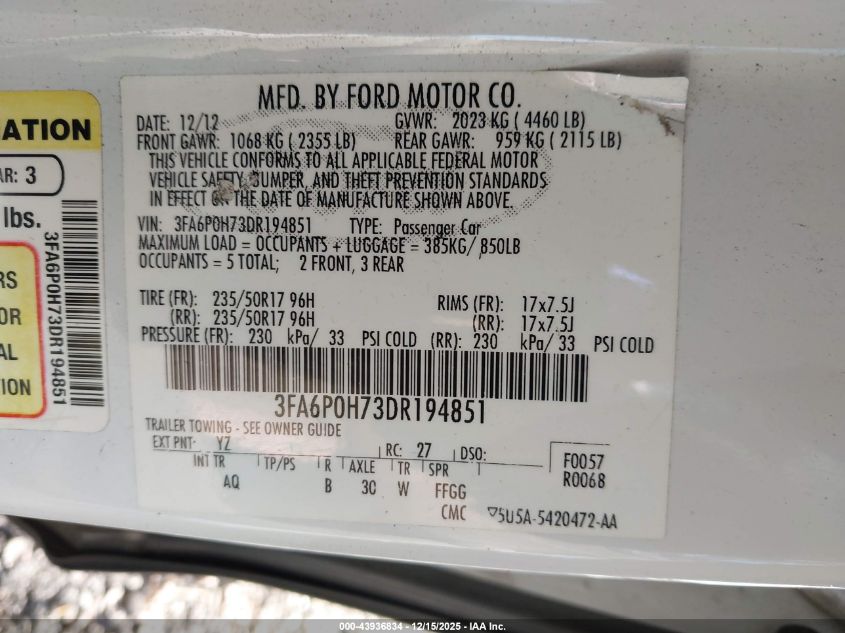 ATION
AR: 3
lbs.
RS
OR
AL
TION
3FA6P0H73DR194851
MFD. BY FORD MOTOR CO.
DATE: 12/12 GVWR: 2023 KG ( 4460 LB)
FRONT GAWR: 1068 KG ( 2355 LB) REAR GAWR: 959 KG ( 2115 LB)
THIS VEHICLE CONFORMS TO ALL APPLICABLE FEDERAL MOTOR
VEHICLE SAFETY, BUMPER, AND THEFT PREVENTION STANDARDS
IN EFFECT ON THE DATE OF MANUFACTURE SHOWN ABOVE.
VIN: 3FA6P0H73DR194851 TYPE: Passenger Car
MAXIMUM LOAD = OCCUPANTS + LUGGAGE = 385KG/ 850LB
OCCUPANTS = 5 TOTAL; 2 FRONT, 3 REAR
TIRE (FR): 235/50R17 96H RIMS (FR): 17x7.5J
(RR): 235/50R17 96H (RR): 17x7.5J
PRESSURE (FR): 230 kPa/ 33 PSI COLD (RR): 230 kPa/ 33 PSI COLD
3FA6P0H73DR194851
TRAILER TOWING - SEE OWNER GUIDE
EXT PNT: YZ RC: 27 DSO: F0057
INT TR TP/PS R AXLE TR SPR R0068
AQ B 3C W FFGG
CMC ▽5U5A-5420472-AA
000-43936834 - 12/15/2025 - IAA Inc.